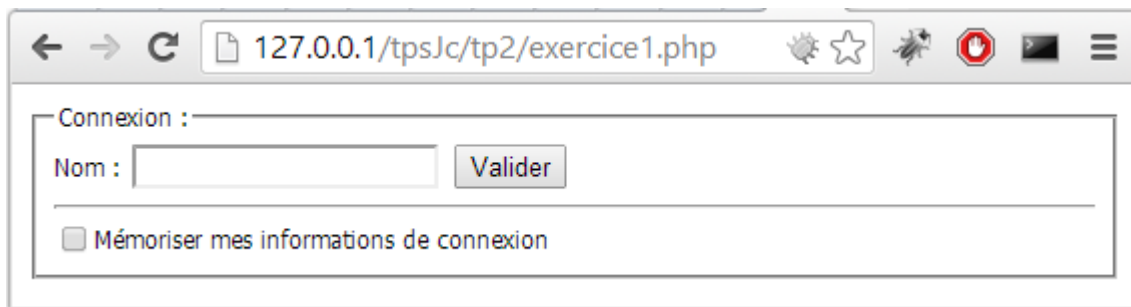 127.0.0.1/tpsJc/tp2/exercice1.php
Connexion :
Nom : Valider
Mémoriser mes informations de connexion